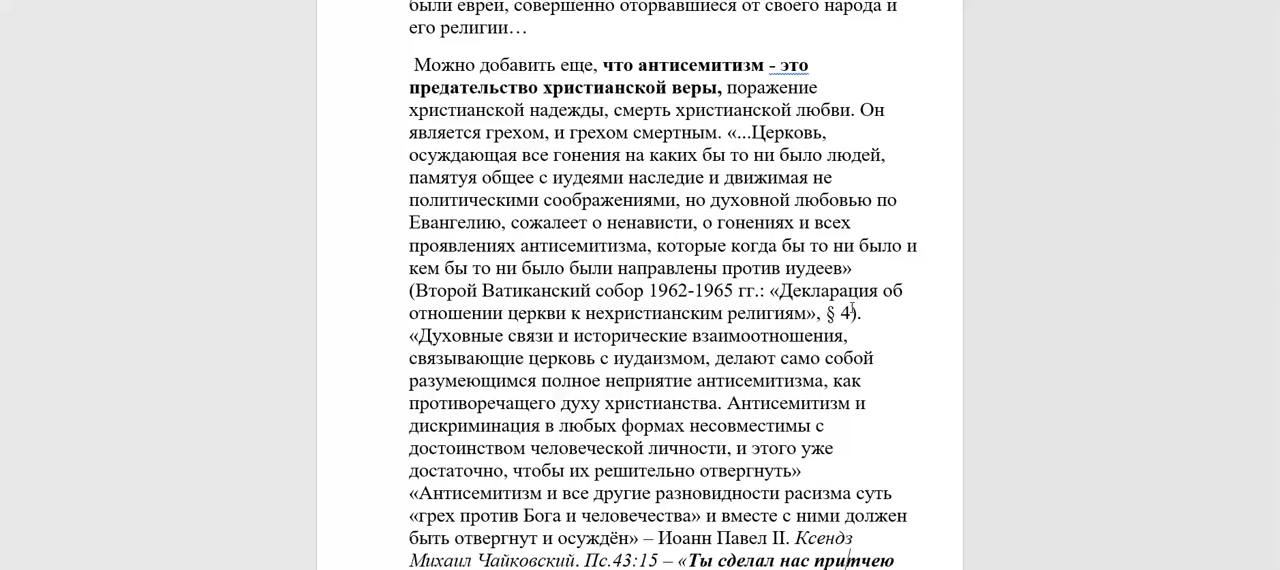 были евреи, совершенно оторвавшиеся от своего народа и
его религии…
Можно добавить еще, что антисемитизм - это
предательство христианской веры, поражение
христианской надежды, смерть христианской любви. Он
является грехом, и грехом смертным. «...Церковь,
осуждающая все гонения на каких бы то ни было людей,
памятуя общее с иудеями наследие и движимая не
политическими соображениями, но духовной любовью по
Евангелию, сожалеет о ненависти, о гонениях и всех
проявлениях антисемитизма, которые когда бы то ни было и
кем бы то ни было были направлены против иудеев»
(Второй Ватиканский собор 1962-1965 гг.: «Декларация об
отношении церкви к нехристианским религиям», § 4).
«Духовные связи и исторические взаимоотношения,
связывающие церковь с иудаизмом, делают само собой
разумеющимся полное неприятие антисемитизма, как
противоречащего духу христианства. Антисемитизм и
дискриминация в любых формах несовместимы с
достоинством человеческой личности, и этого уже
достаточно, чтобы их решительно отвергнуть»
«Антисемитизм и все другие разновидности расизма суть
«грех против Бога и человечества» и вместе с ними должен
быть отвергнут и осуждён» – Иоанн Павел II. Ксендз
Михаил Чайковский. Пс.43:15 – «Ты сделал нас притчею